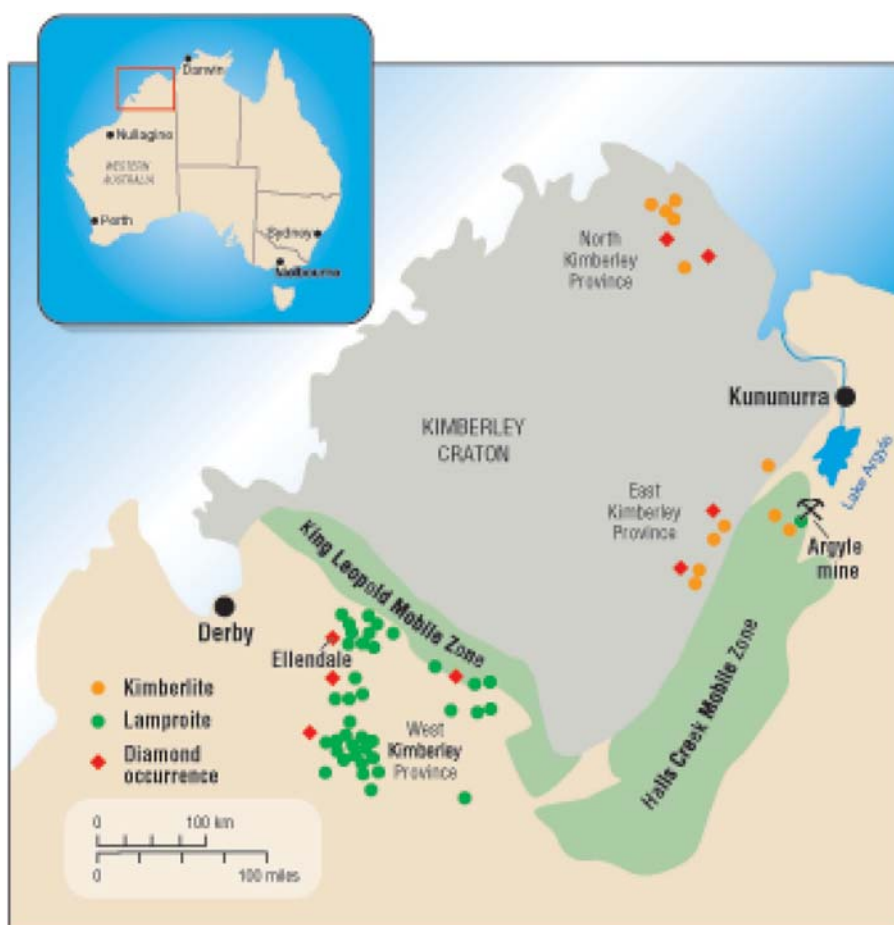 Darwin
Nullagine
WESTERN
AUSTRALIA
Perth
Sydney
Melbourne
North
Kimberley
Province
KIMBERLEY
CRATON
Kununurra
Lake Argyle
East
Kimberley
Province
Argyle
mine
King Leopold Mobile Zone
Halls Creek Mobile Zone
Derby
Ellendale
West
Kimberley
Province
Kimberlite
Lamproite
Diamond
occurrence
0 100 km
0 100 miles